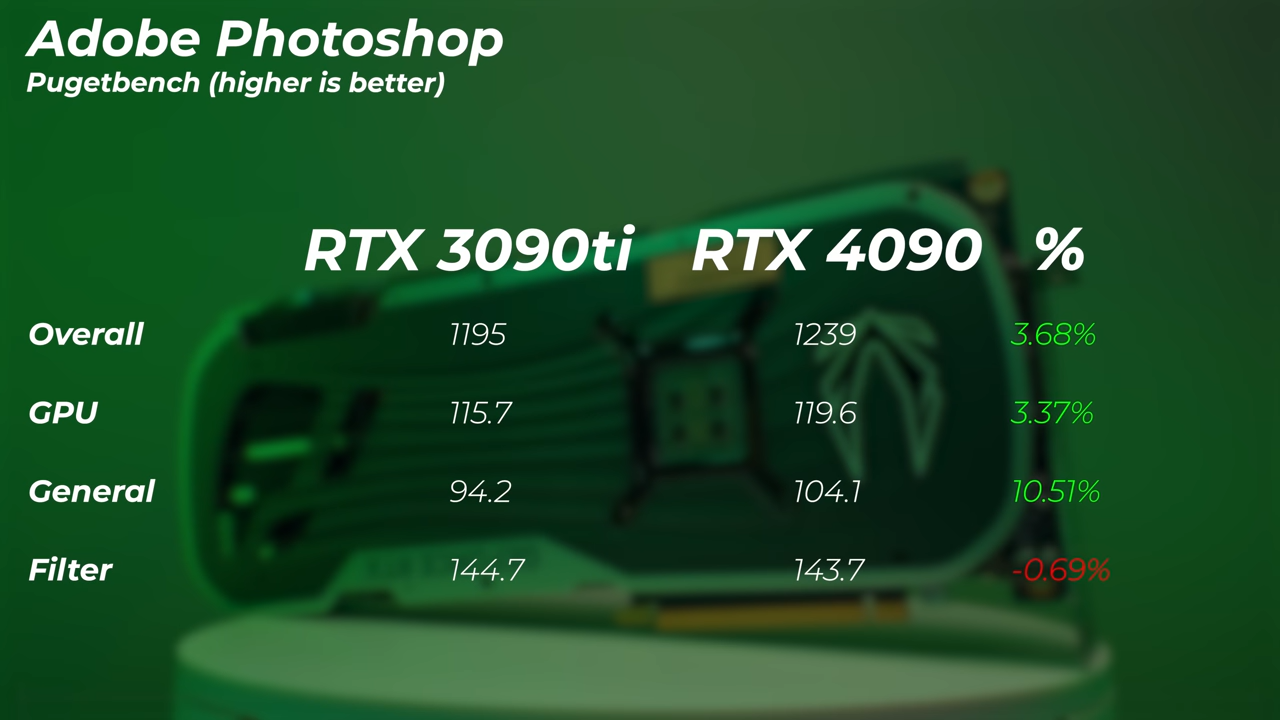 Adobe Photoshop
Pugetbench (higher is better)
RTX 3090ti RTX 4090 %
Overall 1195 1239 3.68%
GPU 115.7 119.6 3.37%
General 94.2 104.1 10.51%
Filter 144.7 143.7 -0.69%